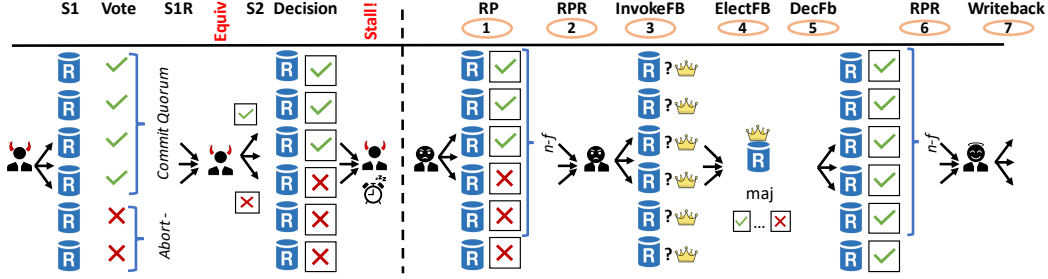 S1 Vote S1R Equiv S2 Decision Stall! RP RPR InvokeFB ElectFB DecFb RPR Writeback
1 2 3 4 5 6 7
R R ? R R
R R ? R R
R R ? R R
R R ? R R
R R ? R R
R R ? R R
R R R R R
Commit Quorum
Abort -
zzz
n-f
R
maj
...
n-f